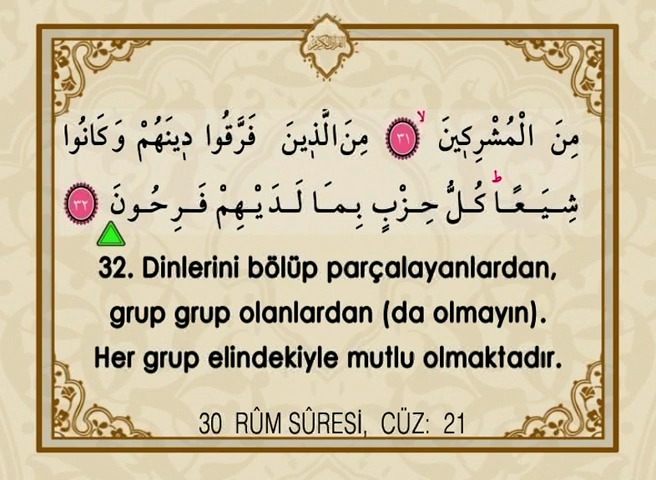 مِنَ الْمُشْرِكِينَ ۙ ﴿٣١﴾ مِنَ الَّذِينَ فَرَّقُوا دِينَهُمْ وَكَانُوا
شِيَعًا ۜ كُلُّ حِزْبٍ بِمَا لَدَيْهِمْ فَرِحُونَ ﴿٣٢﴾
32. Dinlerini bölüp parçalayanlardan,
grup grup olanlardan (da olmayın).
Her grup elindekiyle mutlu olmaktadır.
30 RÛM SÛRESİ, CÜZ: 21